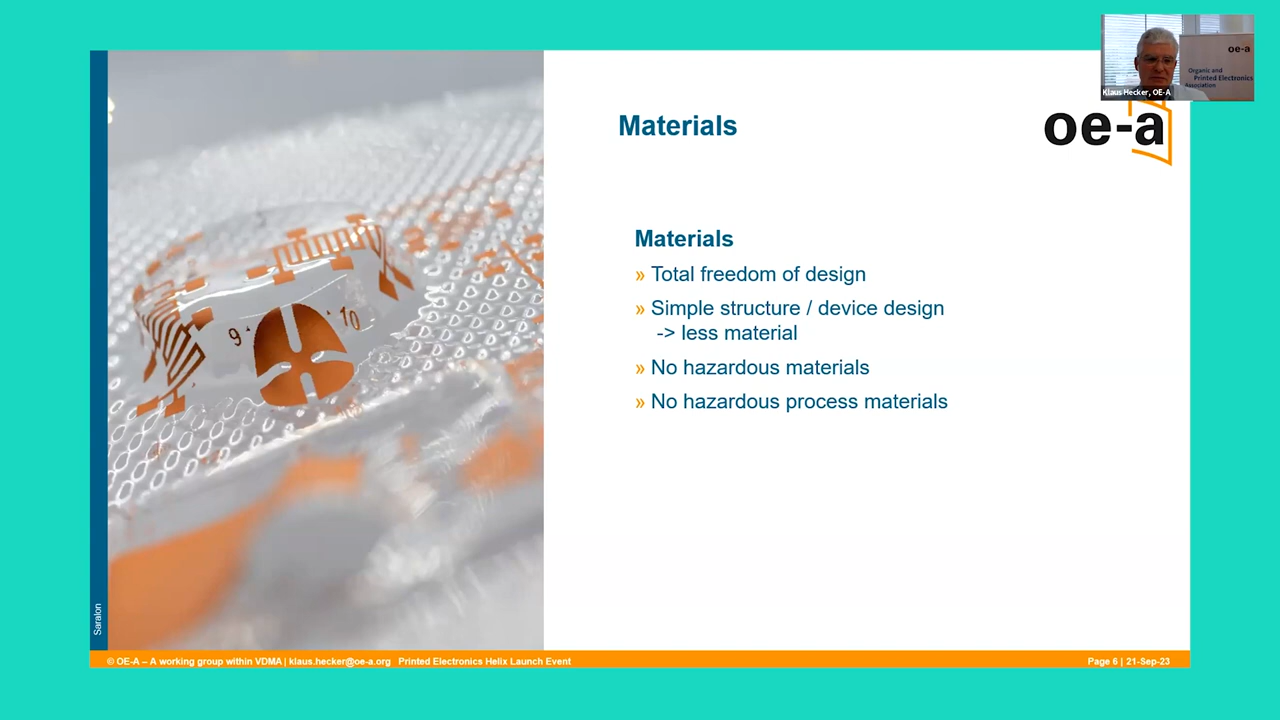 oe-a
Organic and
Printed Electronics
Association
Klaus Hecker, OE-A
Materials
oe-a
Materials
» Total freedom of design
» Simple structure / device design
-> less material
» No hazardous materials
» No hazardous process materials
9
10
Saralon
© OE-A – A working group within VDMA | klaus.hecker@oe-a.org Printed Electronics Helix Launch Event
Page 6 | 21-Sep-23